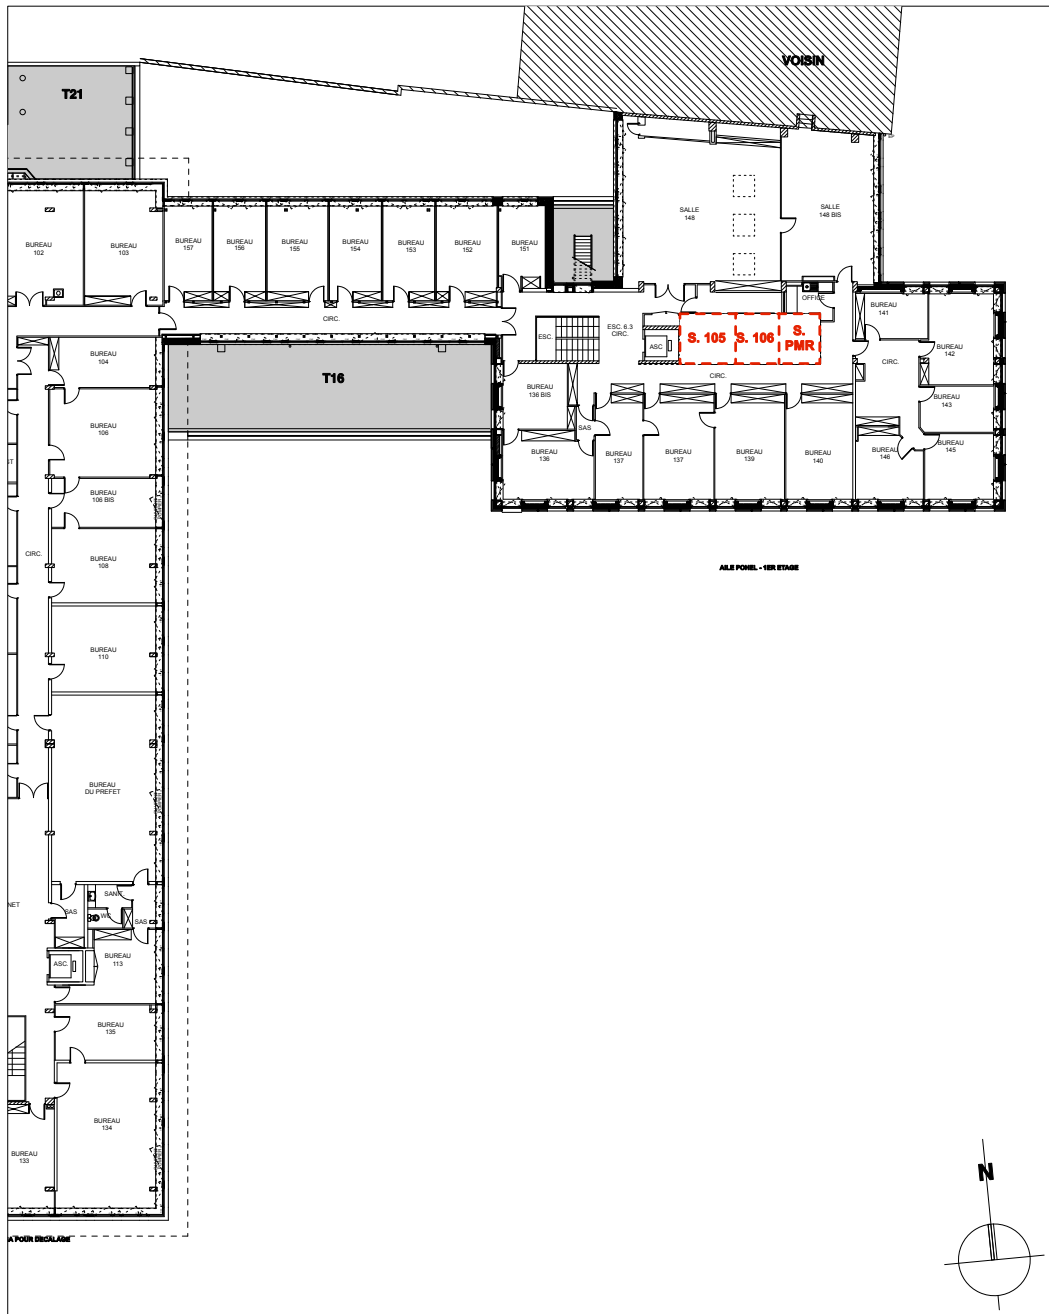 VOISIN
T21
SALLE
148
SALLE
148 BIS
BUREAU
102
BUREAU
103
BUREAU
157
BUREAU
156
BUREAU
155
BUREAU
154
BUREAU
153
BUREAU
152
BUREAU
151
CIRC.
OFFICE
BUREAU
141
ESC.
ESC. 6.3
CIRC.
ASC
S. 105
S. 106
S.
PMR
BUREAU
104
T16
CIRC.
CIRC.
BUREAU
142
BUREAU
136 BIS
BUREAU
143
BUREAU
106
SAS
BUREAU
136
BUREAU
137
BUREAU
137
BUREAU
139
BUREAU
140
BUREAU
146
BUREAU
145
BUREAU
106 BIS
CIRC.
BUREAU
108
AILE POHEL - 1ER ETAGE
BUREAU
110
BUREAU
DU PREFET
SANIT.
NET
SAS
WC
SAS
ASC.
BUREAU
113
BUREAU
135
BUREAU
134
BUREAU
133
N
A POUR DECALAGE